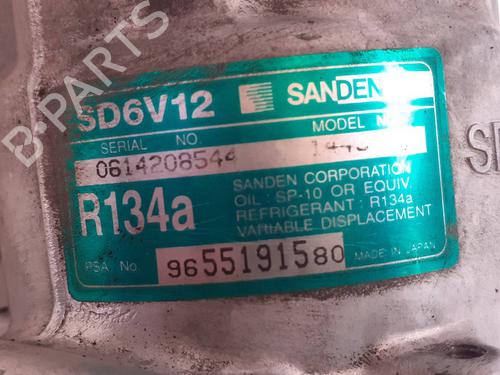 B-PARTS
SD6V12 SANDEN
SERIAL NO. MODEL
0614208544
R134a
SANDEN CORPORATION
OIL : SP-10 OR EQUIV.
REFRIGERANT : R134a
VARIABLE DISPLACEMENT
PSA No. 9655191580 MADE IN JAPAN